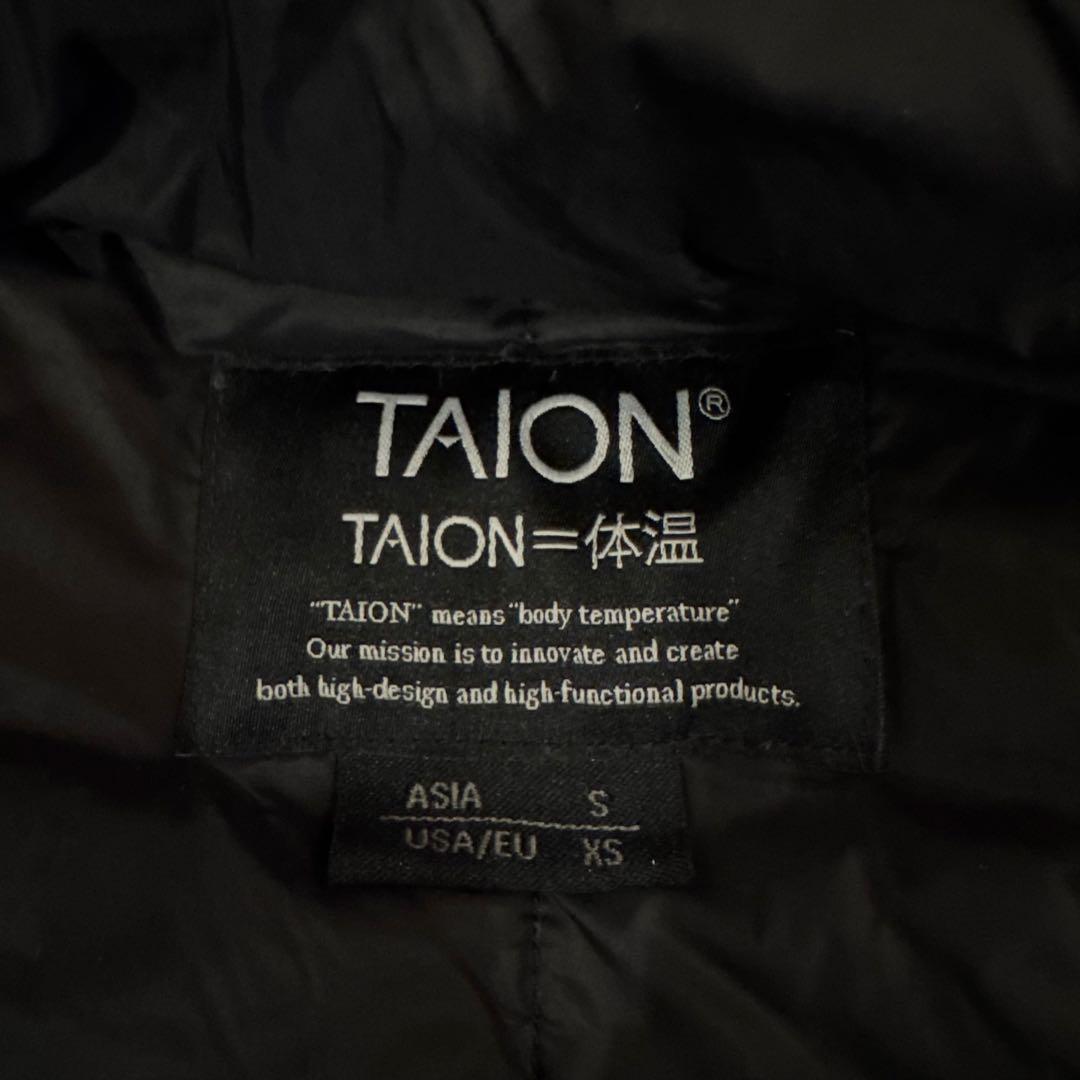 TAION®
TAION=体温
"TAION" means "body temperature"
Our mission is to innovate and create
both high-design and high-functional products.
ASIA S
USA/EU XS